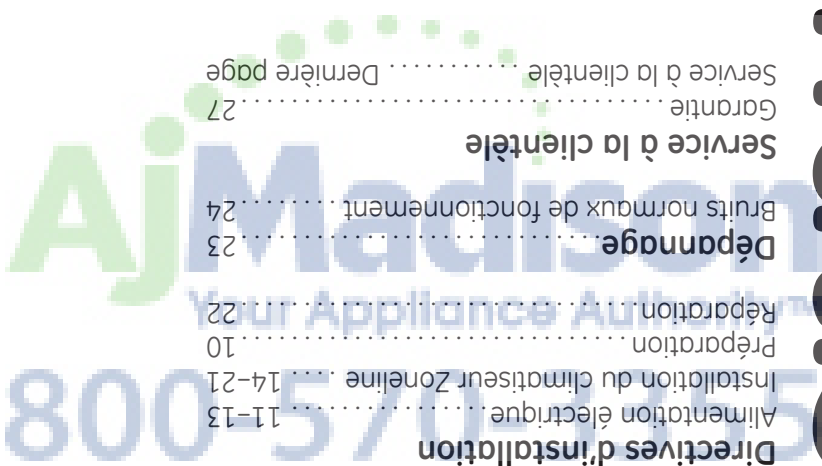 Directives d'installation
Alimentation électrique . . . . . . . . . . . . . . . . . 11–13
Installation du climatiseur Zoneline . . . . 14–21
Préparation . . . . . . . . . . . . . . . . . . . . . . . . . . . . . . . . 10
Réparation . . . . . . . . . . . . . . . . . . . . . . . . . . . . . . . . 22
Dépannage . . . . . . . . . . . . . . . . . . . . . . . . . . . . 23
Bruits normaux de fonctionnement . . . . . . . . . 24
Service à la clientèle
Garantie . . . . . . . . . . . . . . . . . . . . . . . . . . . . . . . . . . . 27
Service à la clientèle . . . . . . . . . . . Dernière page
AjMadison
Your Appliance Authority™
800-570-3355